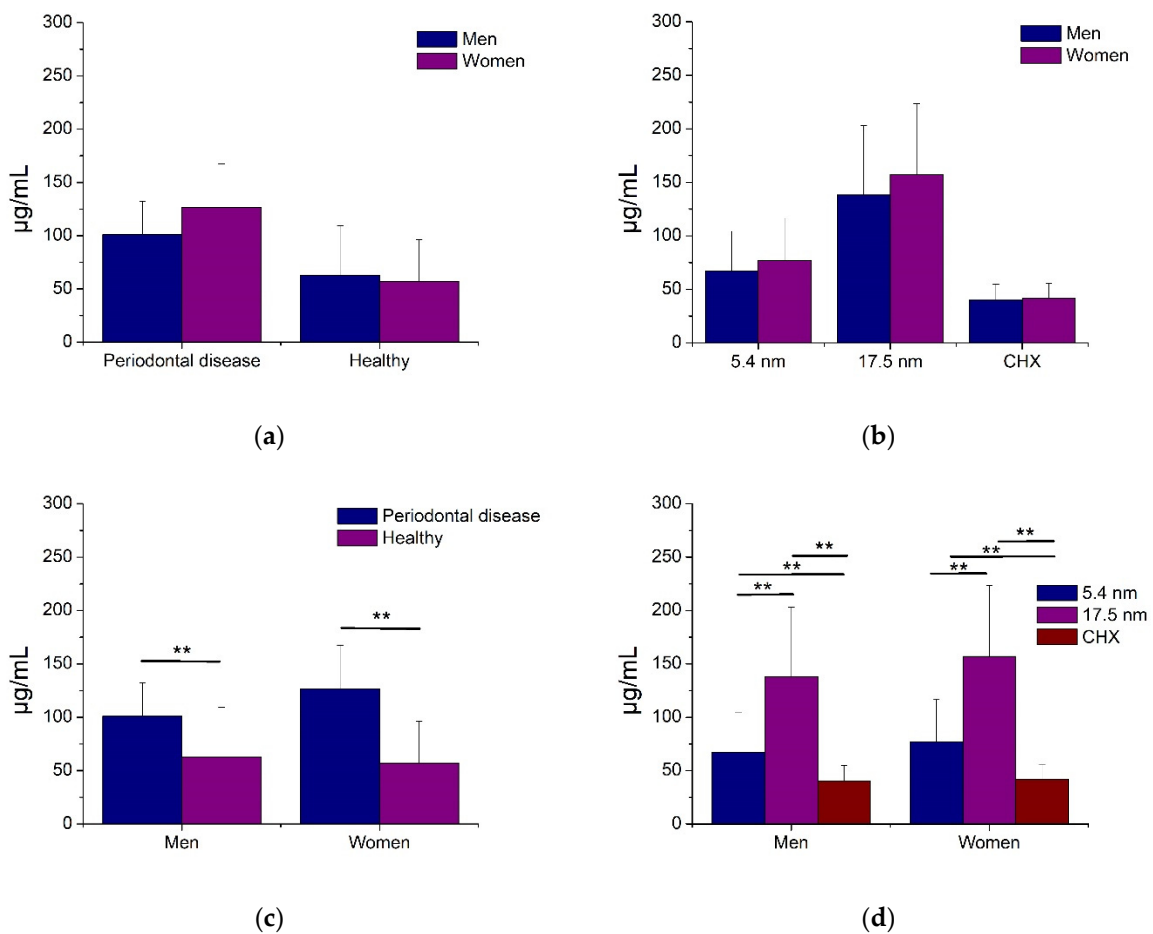 300
250
200
150
100
50
0
µg/mL
Men
Women
Periodontal disease
Healthy
(a)
300
250
200
150
100
50
0
µg/mL
Men
Women
5.4 nm
17.5 nm
CHX
(b)
300
250
200
150
100
50
0
µg/mL
Periodontal disease
Healthy
**
**
Men
Women
(c)
300
250
200
150
100
50
0
µg/mL
**
**
**
**
**
**
5.4 nm
17.5 nm
CHX
Men
Women
(d)